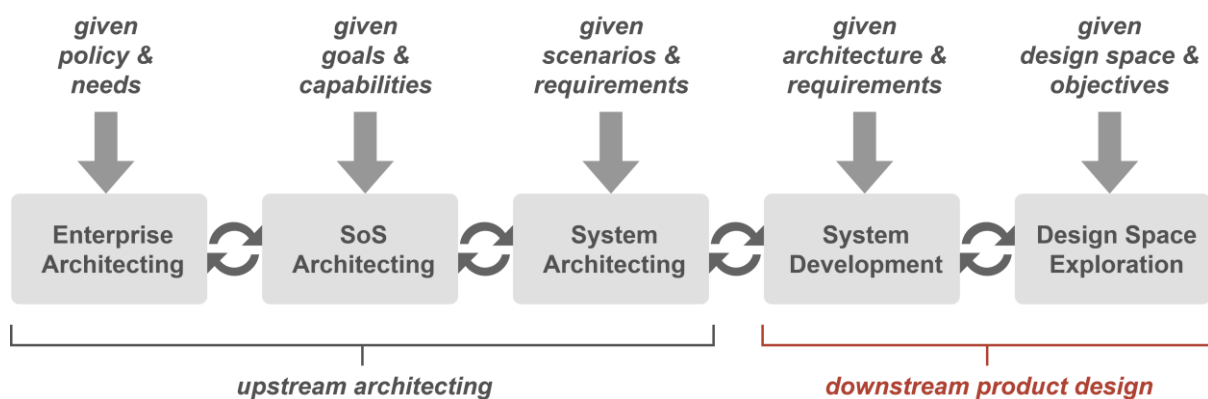 given
policy &
needs
given
goals &
capabilities
given
scenarios &
requirements
given
architecture &
requirements
given
design space &
objectives
Enterprise
Architecting
SoS
Architecting
System
Architecting
System
Development
Design Space
Exploration
upstream architecting
downstream product design